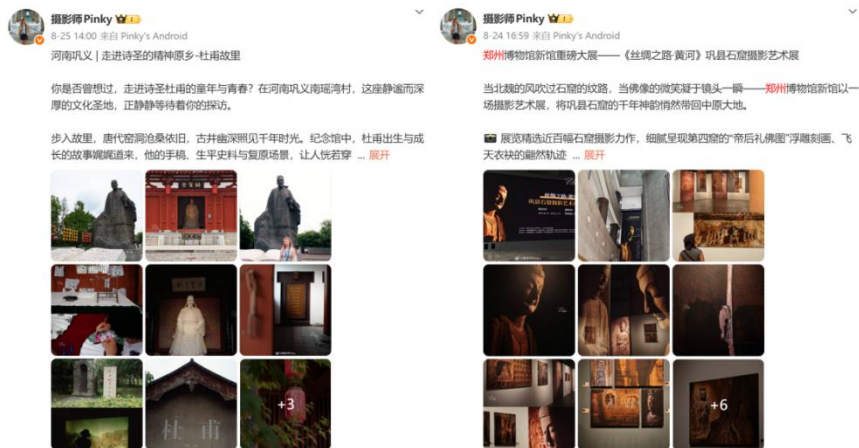 摄影师Pinky
8-25 14:00 来自 Pinky's Android
河南巩义 | 走进诗圣的精神原乡-杜甫故里
你是否曾想过，走进诗圣杜甫的童年与青春？在河南巩义南瑶湾村，这座静谧而深
厚的文化圣地，正静静等待着你的探访。
步入故里，唐代窑洞沧桑依旧，古井幽深照见千年时光。纪念馆中，杜甫出生与成
长的故事娓娓道来，他的手稿、生平史料与复原场景，让人恍若穿 ... 展开
杜甫
+3
摄影师Pinky
8-24 16:59 来自 Pinky's Android
郑州博物馆新馆重磅大展——《丝绸之路·黄河》巩县石窟摄影艺术展
当北魏的风吹过石窟的纹路，当佛像的微笑凝于镜头一瞬——郑州博物馆新馆以一
场摄影艺术展，将巩县石窟的千年神韵悄然带回中原大地。
📷 展览精选近百幅石窟摄影力作，细腻呈现第四窟的“帝后礼佛图”浮雕刻画、飞
天衣袂的翩然轨迹 ... 展开
+6